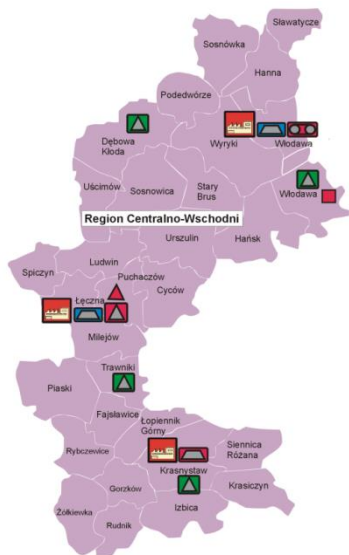 Sławatycze
Sosnówka
Hanna
Podedwórze
Dębowa
Kłoda
Wyryki
Włodawa
Włodawa
Uścimów
Sosnowica
Stary
Brus
Region Centralno-Wschodni
Urszulin
Hańsk
Ludwin
Spiczyn
Puchaczów
Łęczna
Cyców
Milejów
Trawniki
Piaski
Fajsławice
Łopiennik
Górny
Siennica
Różana
Rybczewice
Krasnystaw
Krasiczyn
Gorzków
Izbica
Żółkiewka
Rudnik